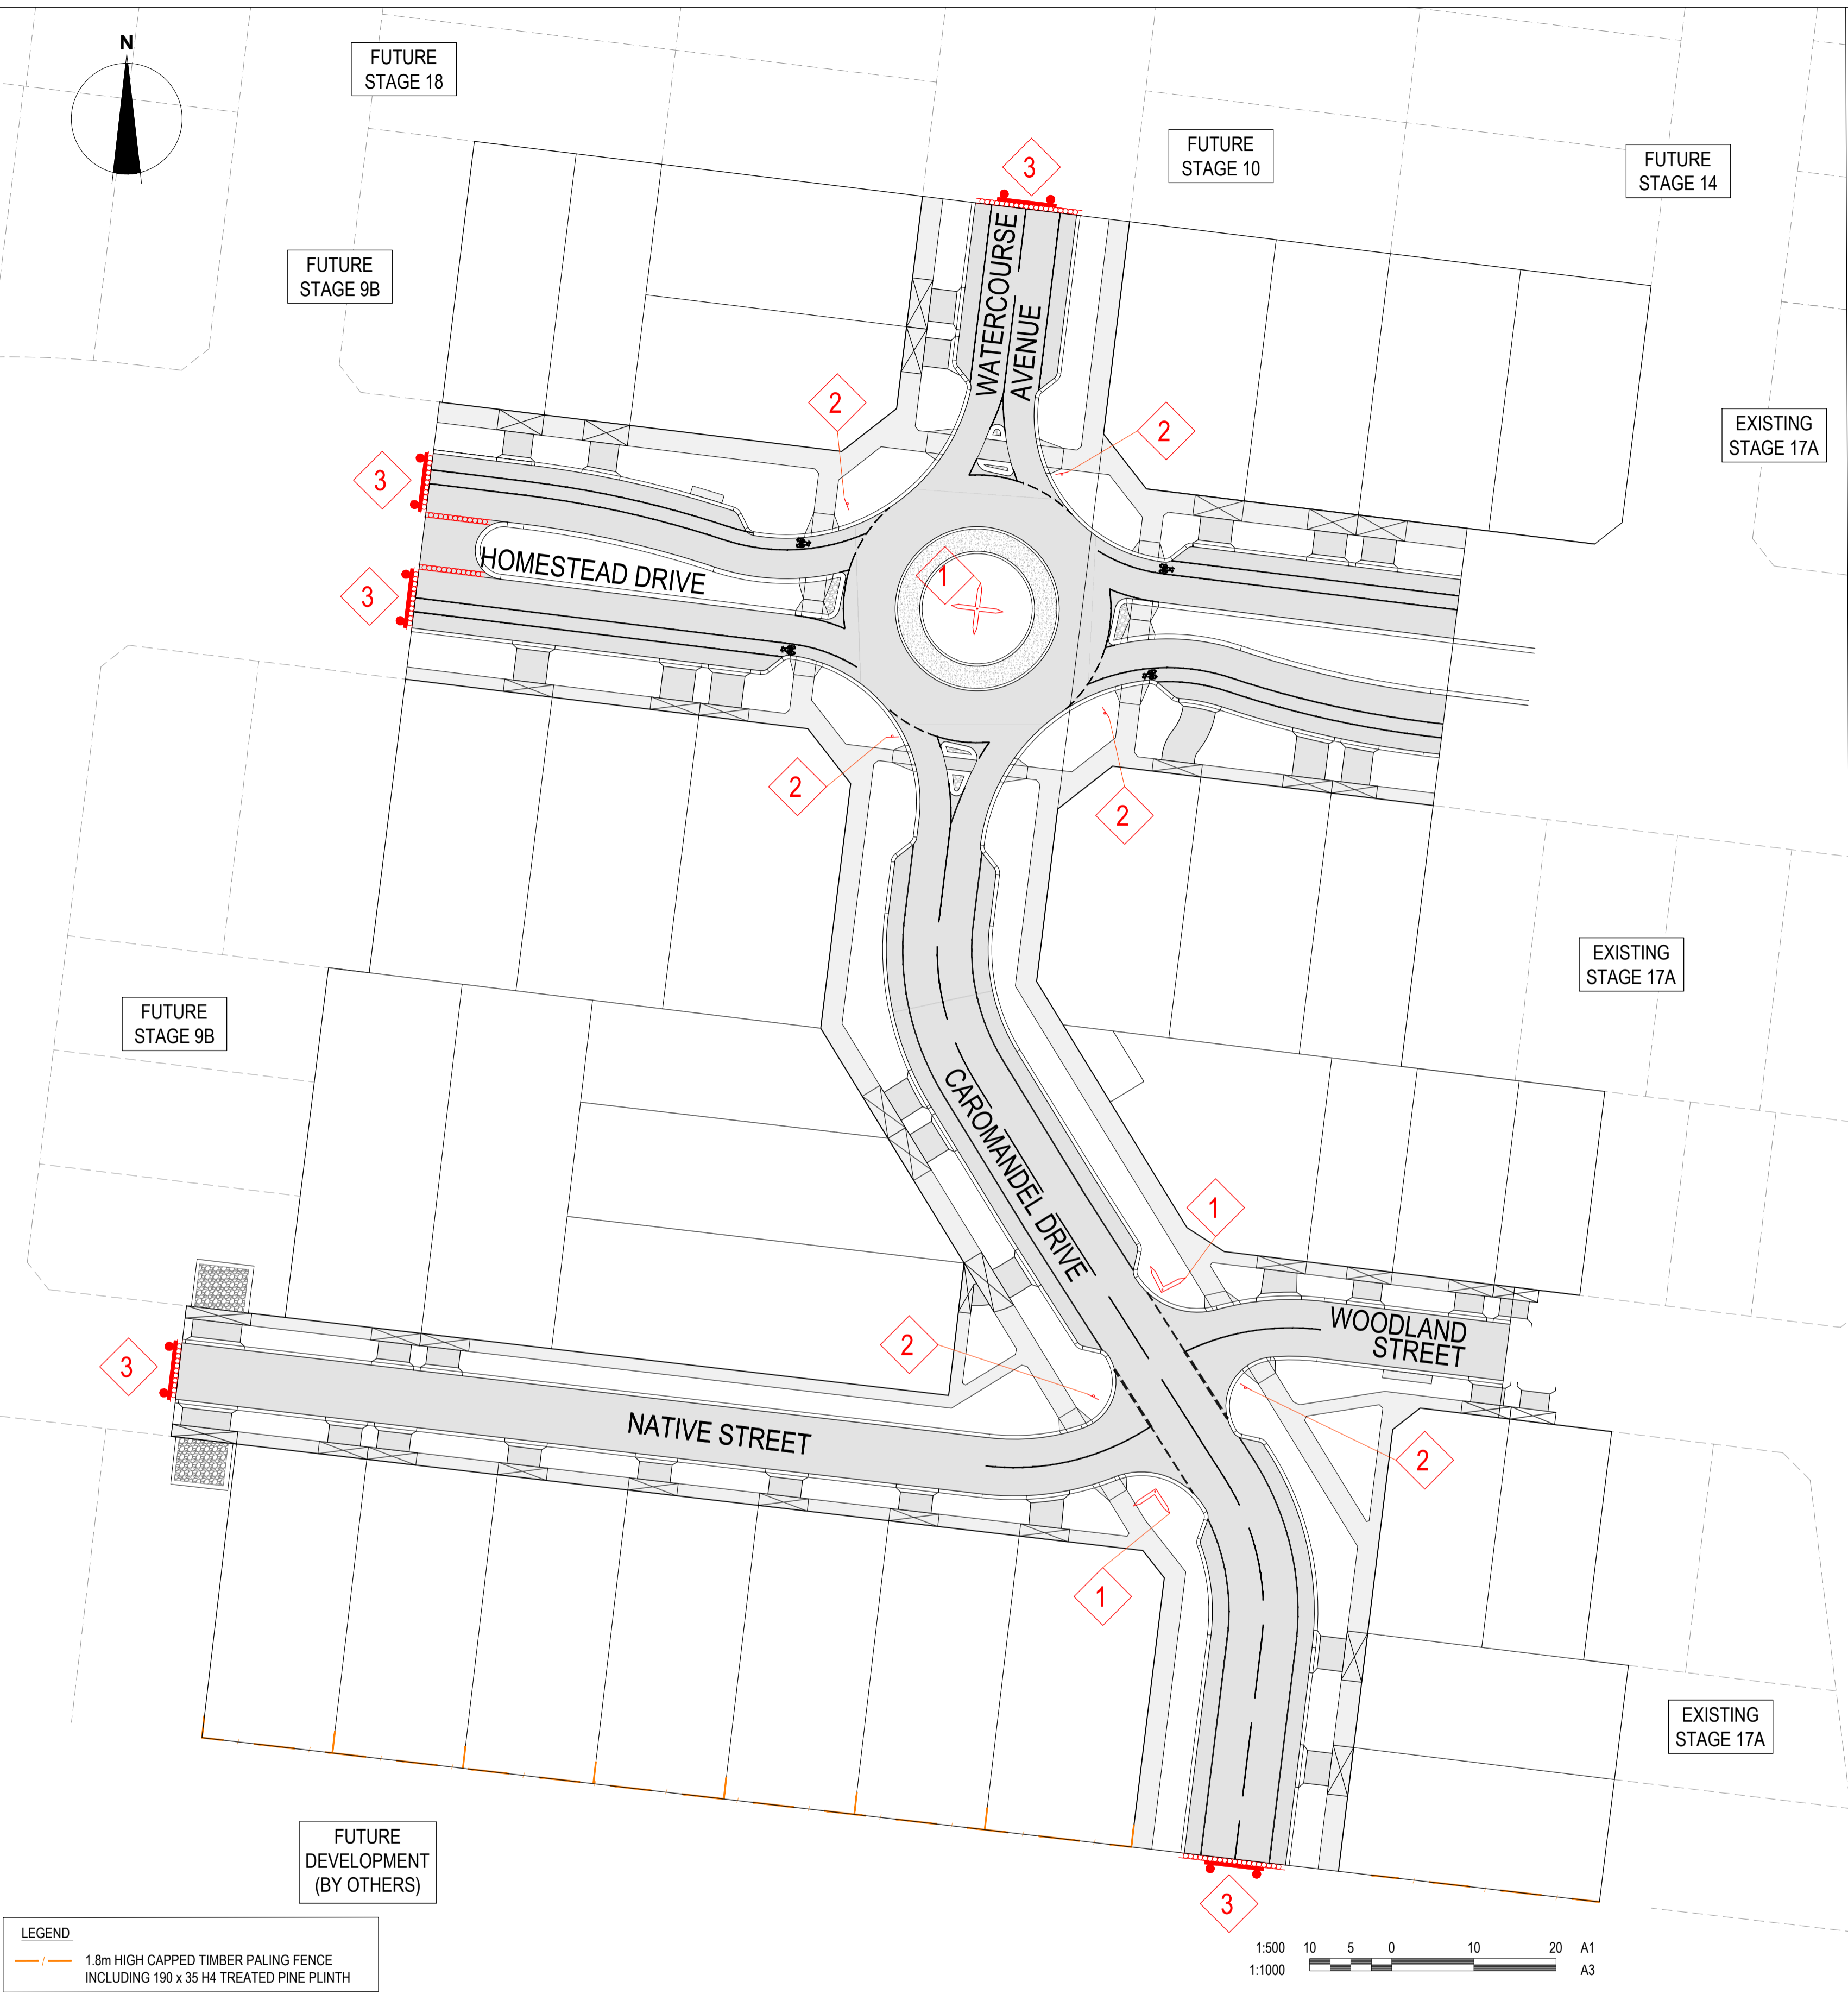 N
FUTURE
STAGE 18
FUTURE
STAGE 10
FUTURE
STAGE 14
3
FUTURE
STAGE 9B
WATERCOURSE
AVENUE
2
2
EXISTING
STAGE 17A
3
HOMESTEAD DRIVE
1
3
2
2
EXISTING
STAGE 17A
FUTURE
STAGE 9B
CAROMANDEL DRIVE
1
WOODLAND
STREET
2
3
NATIVE STREET
2
1
EXISTING
STAGE 17A
FUTURE
DEVELOPMENT
(BY OTHERS)
3
LEGEND
1.8m HIGH CAPPED TIMBER PALING FENCE
INCLUDING 190 x 35 H4 TREATED PINE PLINTH
1:500 10 5 0 10 20 A1
1:1000 A3